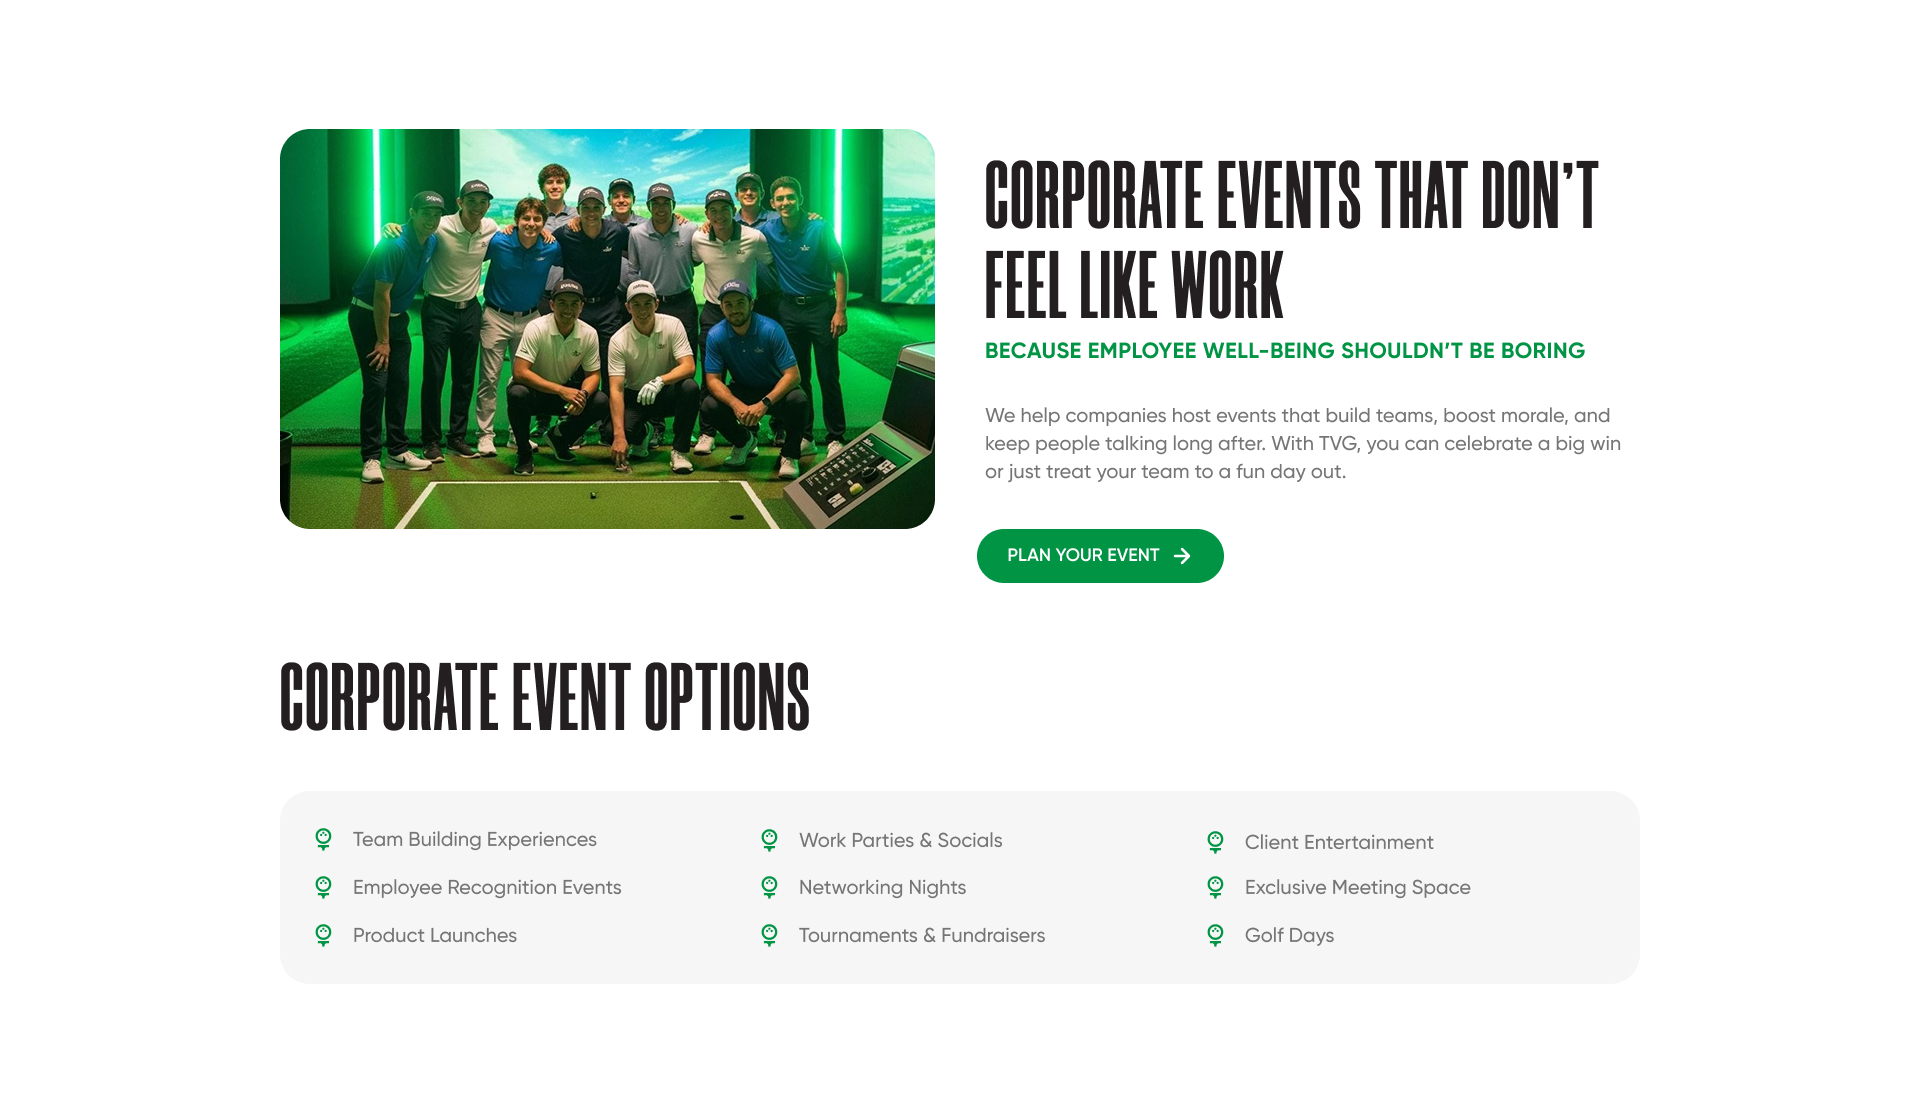 CORPORATE EVENTS THAT DON’T
FEEL LIKE WORK
BECAUSE EMPLOYEE WELL-BEING SHOULDN’T BE BORING
We help companies host events that build teams, boost morale, and
keep people talking long after. With TVG, you can celebrate a big win
or just treat your team to a fun day out.
PLAN YOUR EVENT
CORPORATE EVENT OPTIONS
Team Building Experiences
Work Parties & Socials
Client Entertainment
Employee Recognition Events
Networking Nights
Exclusive Meeting Space
Product Launches
Tournaments & Fundraisers
Golf Days